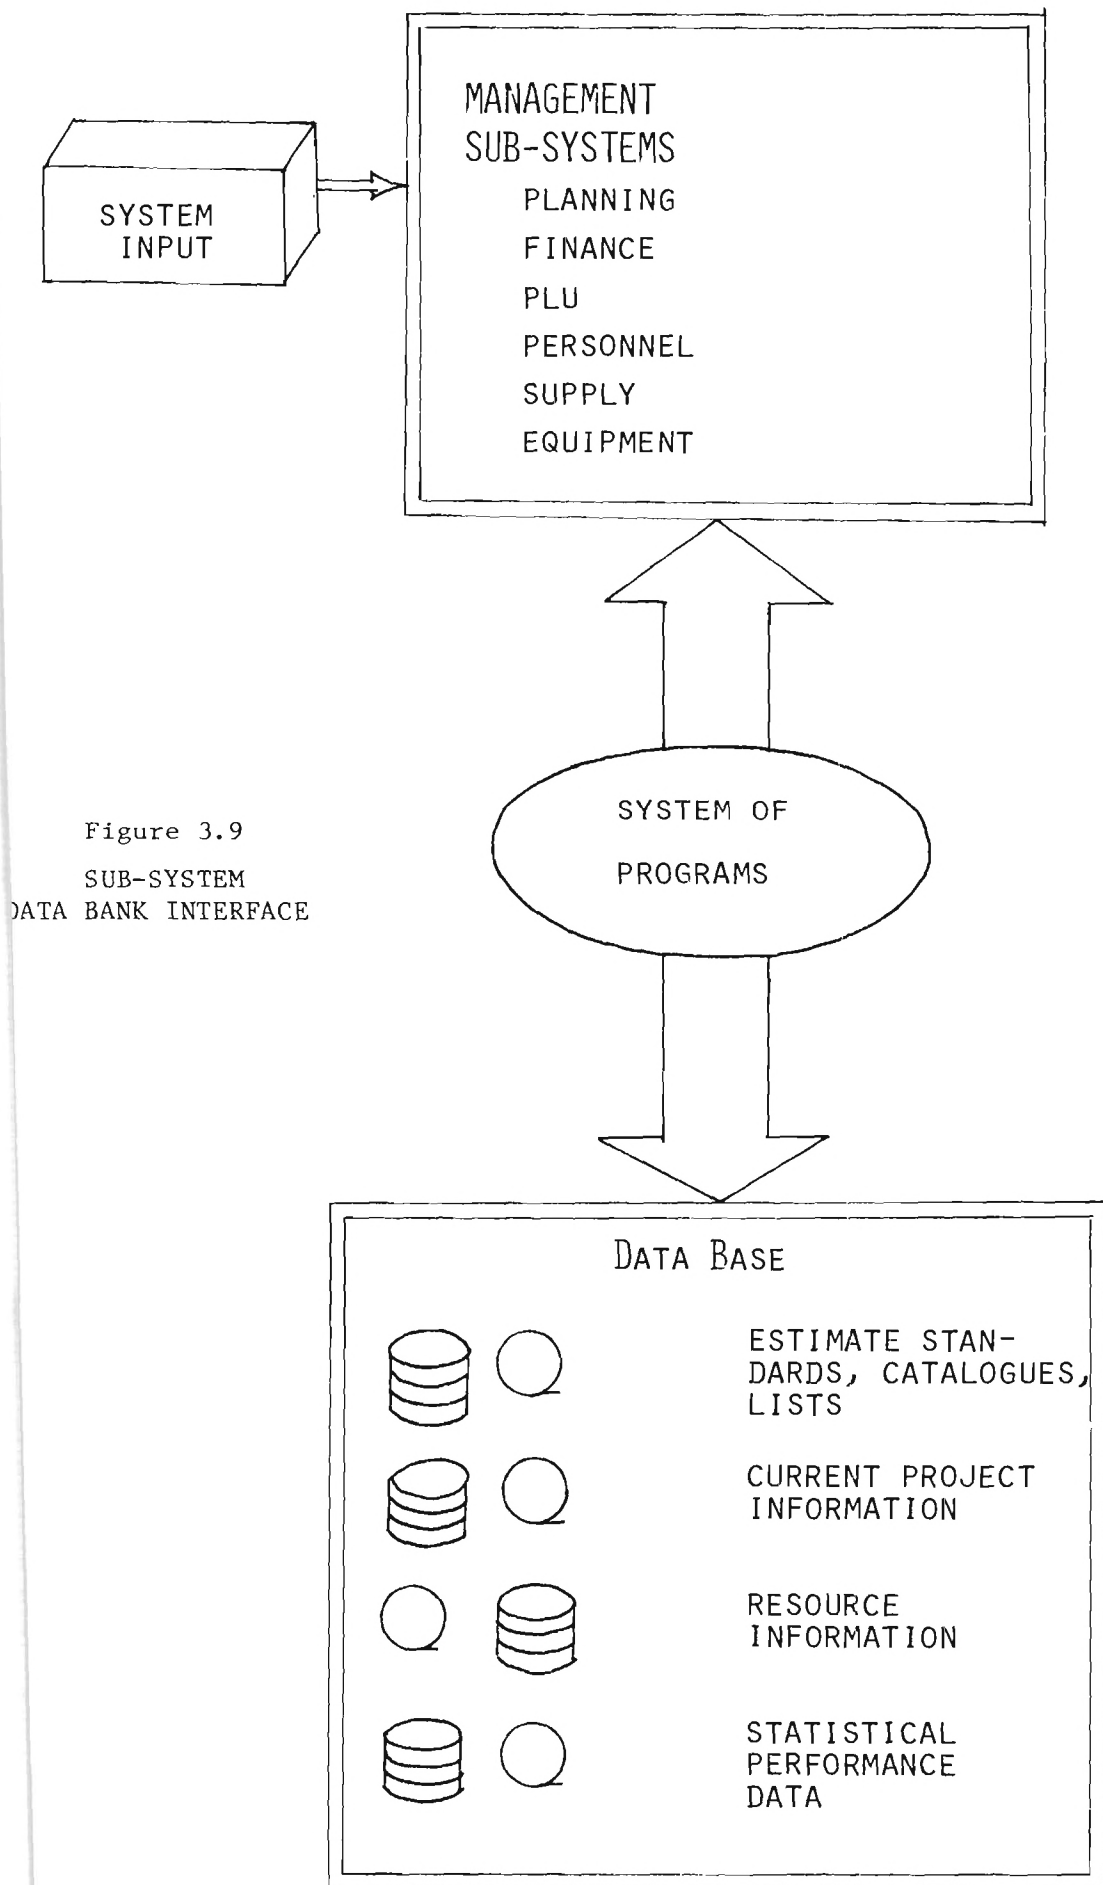 MANAGEMENT
SUB-SYSTEMS
PLANNING
FINANCE
PLU
PERSONNEL
SUPPLY
EQUIPMENT
SYSTEM
INPUT
SYSTEM OF
PROGRAMS
Figure 3.9
SUB-SYSTEM
DATA BANK INTERFACE
DATA BASE
ESTIMATE STAN-
DARDS, CATALOGUES,
LISTS
CURRENT PROJECT
INFORMATION
RESOURCE
INFORMATION
STATISTICAL
PERFORMANCE
DATA